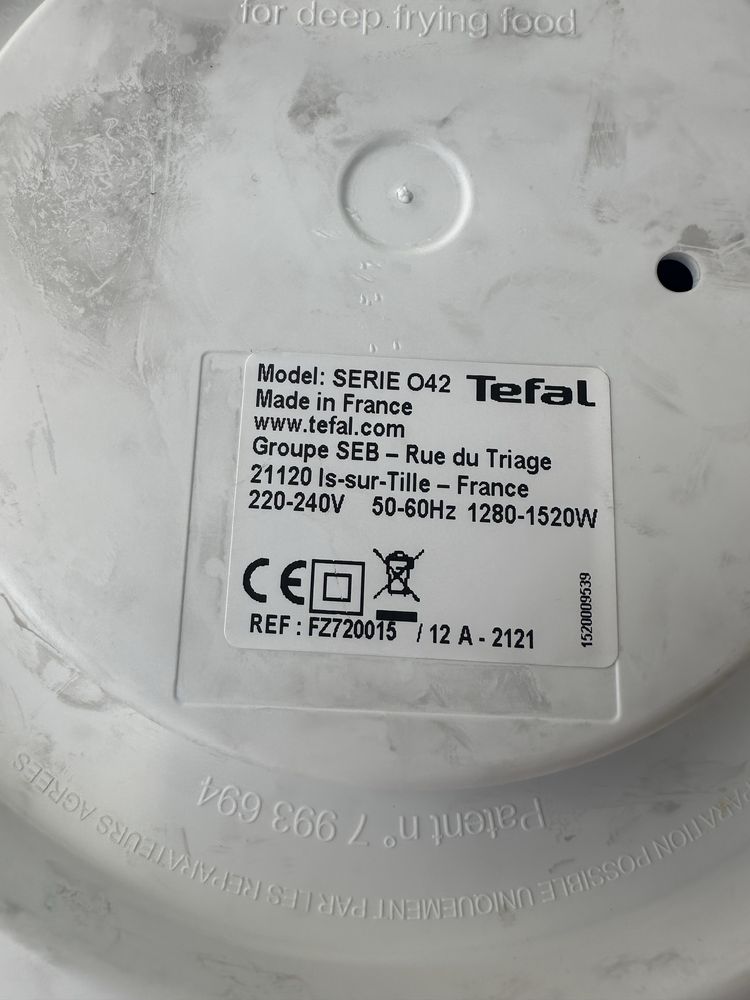 for deep frying food
Model: SERIE O42 Tefal
Made in France
www.tefal.com
Groupe SEB – Rue du Triage
21120 Is-sur-Tille – France
220-240V 50-60Hz 1280-1520W
CE
REF : FZ720015 / 12 A - 2121
1520009539
Patent n° 7 993 694
PARATION POSSIBLE UNIQUEMENT PAR LES REPARATEURS AGREES